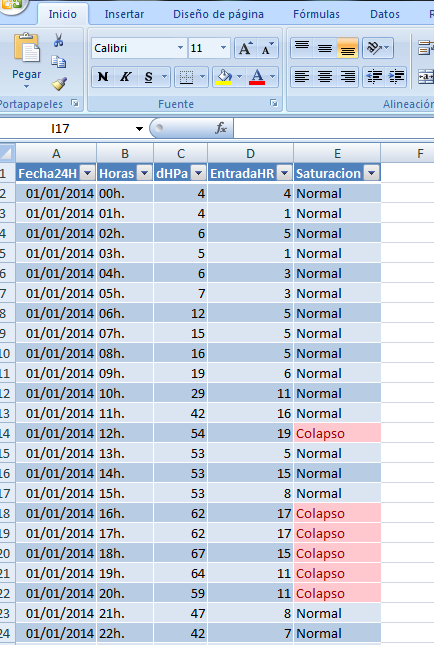 Inicio Insertar Diseño de página Fórmulas Datos R
Calibri 11 A A
Pegar N K S A
Portapapeles Fuente Alineación
I17 fx
A B C D E F
1 Fecha24H Horas dHPa EntradaHR Saturacion
2 01/01/2014 00h. 4 4 Normal
3 01/01/2014 01h. 4 1 Normal
4 01/01/2014 02h. 6 5 Normal
5 01/01/2014 03h. 5 1 Normal
6 01/01/2014 04h. 6 3 Normal
7 01/01/2014 05h. 7 3 Normal
8 01/01/2014 06h. 12 5 Normal
9 01/01/2014 07h. 15 5 Normal
10 01/01/2014 08h. 16 5 Normal
11 01/01/2014 09h. 19 6 Normal
12 01/01/2014 10h. 29 11 Normal
13 01/01/2014 11h. 42 16 Normal
14 01/01/2014 12h. 54 19 Colapso
15 01/01/2014 13h. 53 5 Normal
16 01/01/2014 14h. 53 15 Normal
17 01/01/2014 15h. 53 8 Normal
18 01/01/2014 16h. 62 17 Colapso
19 01/01/2014 17h. 62 17 Colapso
20 01/01/2014 18h. 67 15 Colapso
21 01/01/2014 19h. 64 11 Colapso
22 01/01/2014 20h. 59 11 Colapso
23 01/01/2014 21h. 47 8 Normal
24 01/01/2014 22h. 42 7 Normal